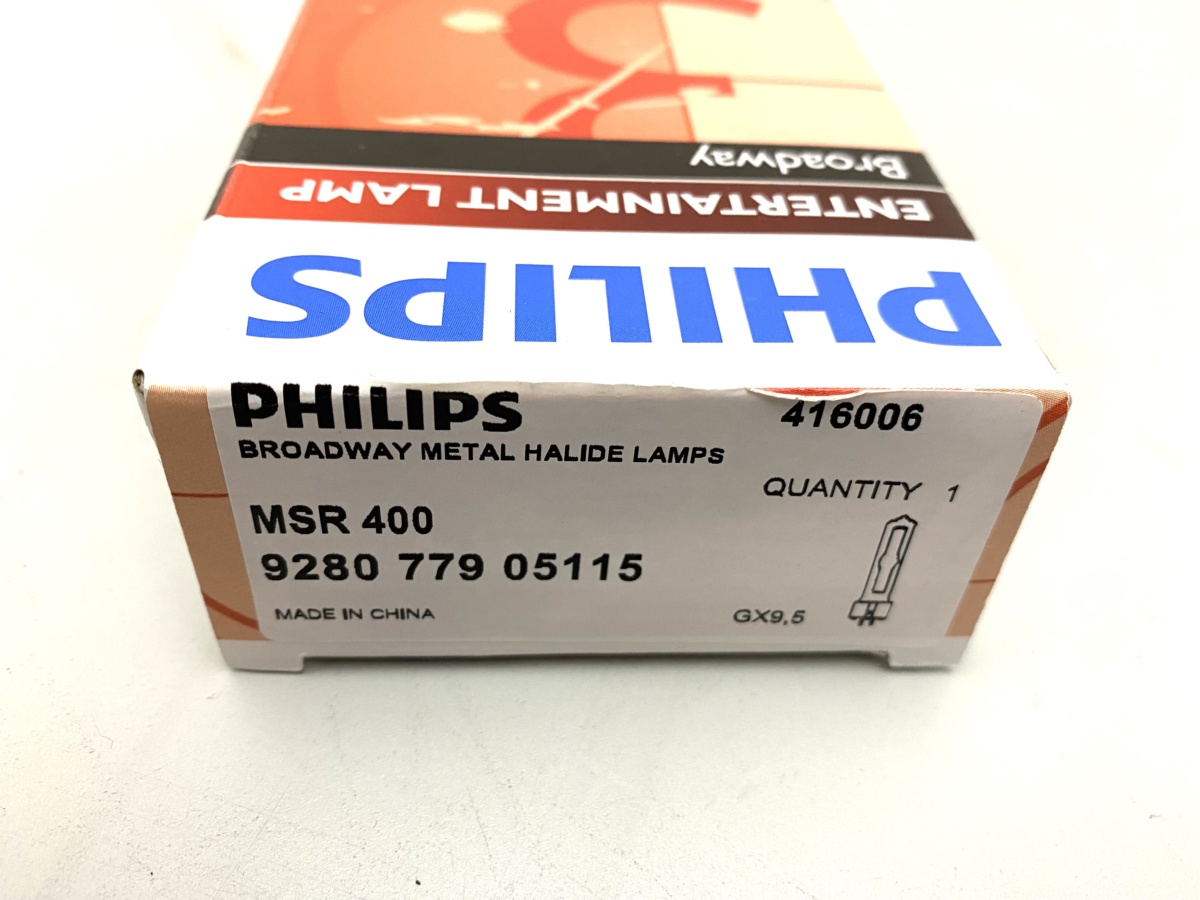 Broadway
ENTERTAINMENT LAMP
PHILIPS
PHILIPS
416006
BROADWAY METAL HALIDE LAMPS
QUANTITY 1
MSR 400
9280 779 05115
MADE IN CHINA
GX9,5